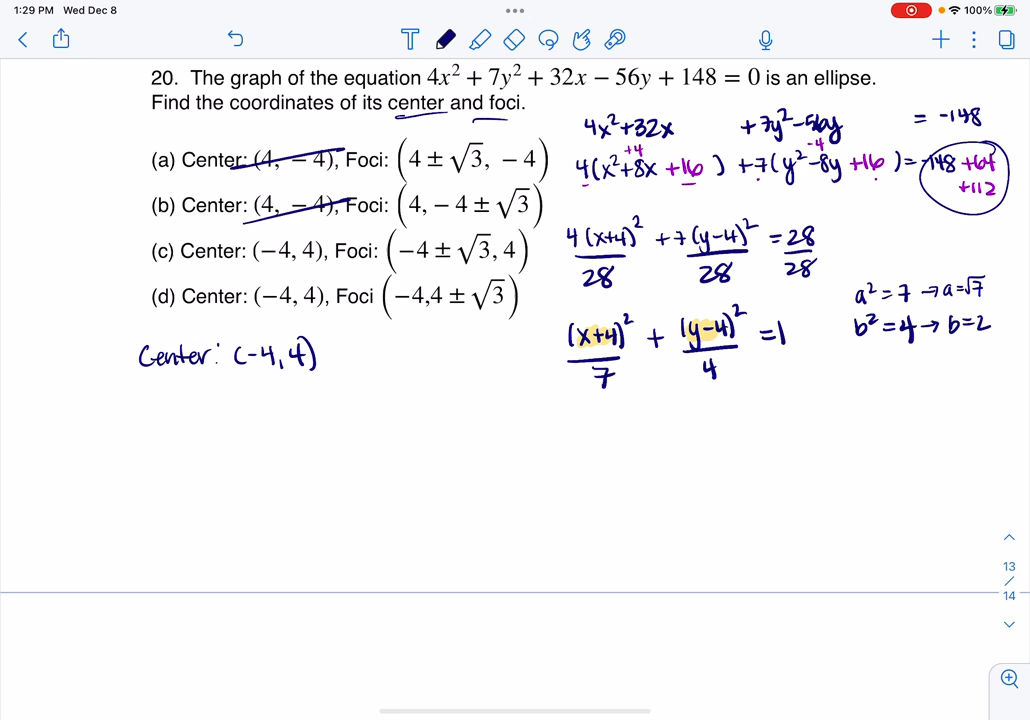 1:29 PM Wed Dec 8
100%
20. The graph of the equation 4x² + 7y² + 32x − 56y + 148 = 0 is an ellipse.
Find the coordinates of its center and foci.
4x²+32x +7y²−56y = −148
+4 −4
(a) Center: (4, − 4), Foci: (4 ± √3, − 4)
4(x²+8x +16) +7(y²−8y +16) = −148 +64
+112
(b) Center: (4, − 4), Foci: (4, − 4 ± √3)
4(x+4)² +7(y−4)² = 28
28 28 28
(c) Center: (−4, 4), Foci: (−4 ± √3, 4)
(d) Center: (−4, 4), Foci (−4,4 ± √3)
a² = 7 → a=√7
b² = 4 → b=2
Center: (−4, 4)
(x+4)² + (y−4)² = 1
7 4
13
/
14